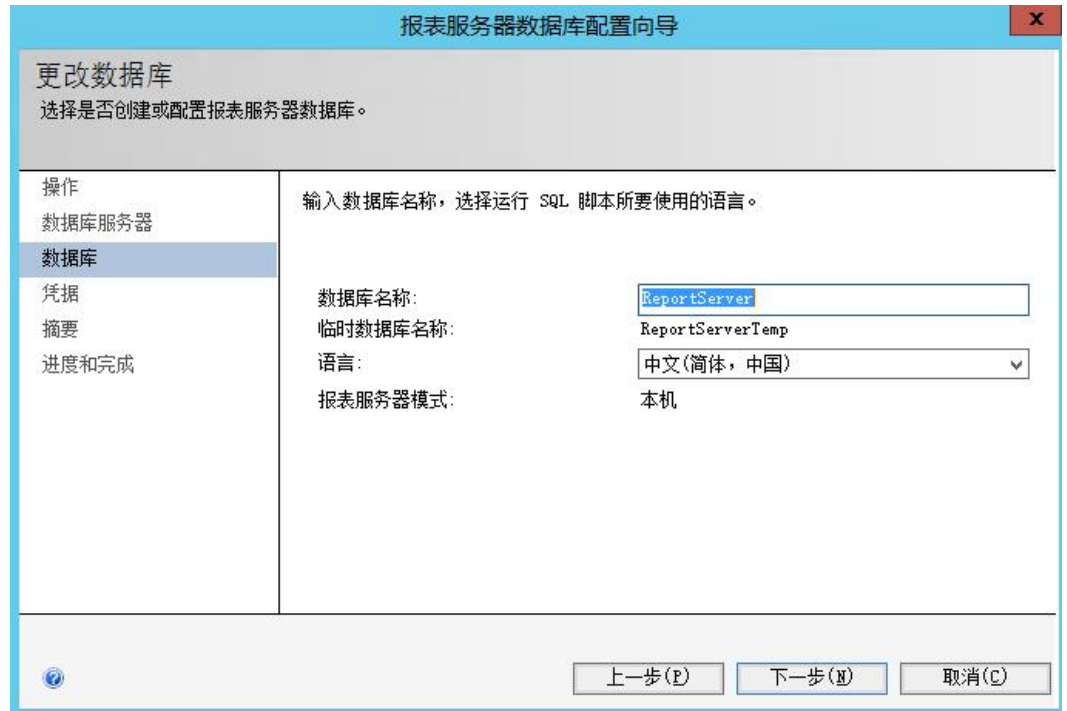 报表服务器数据库配置向导
x
更改数据库
选择是否创建或配置报表服务器数据库。
操作
数据库服务器
数据库
凭据
摘要
进度和完成
输入数据库名称，选择运行 SQL 脚本所要使用的语言。
数据库名称: ReportServer
临时数据库名称: ReportServerTemp
语言: 中文(简体，中国)
报表服务器模式: 本机
?
上一步(P) 下一步(N) 取消(C)